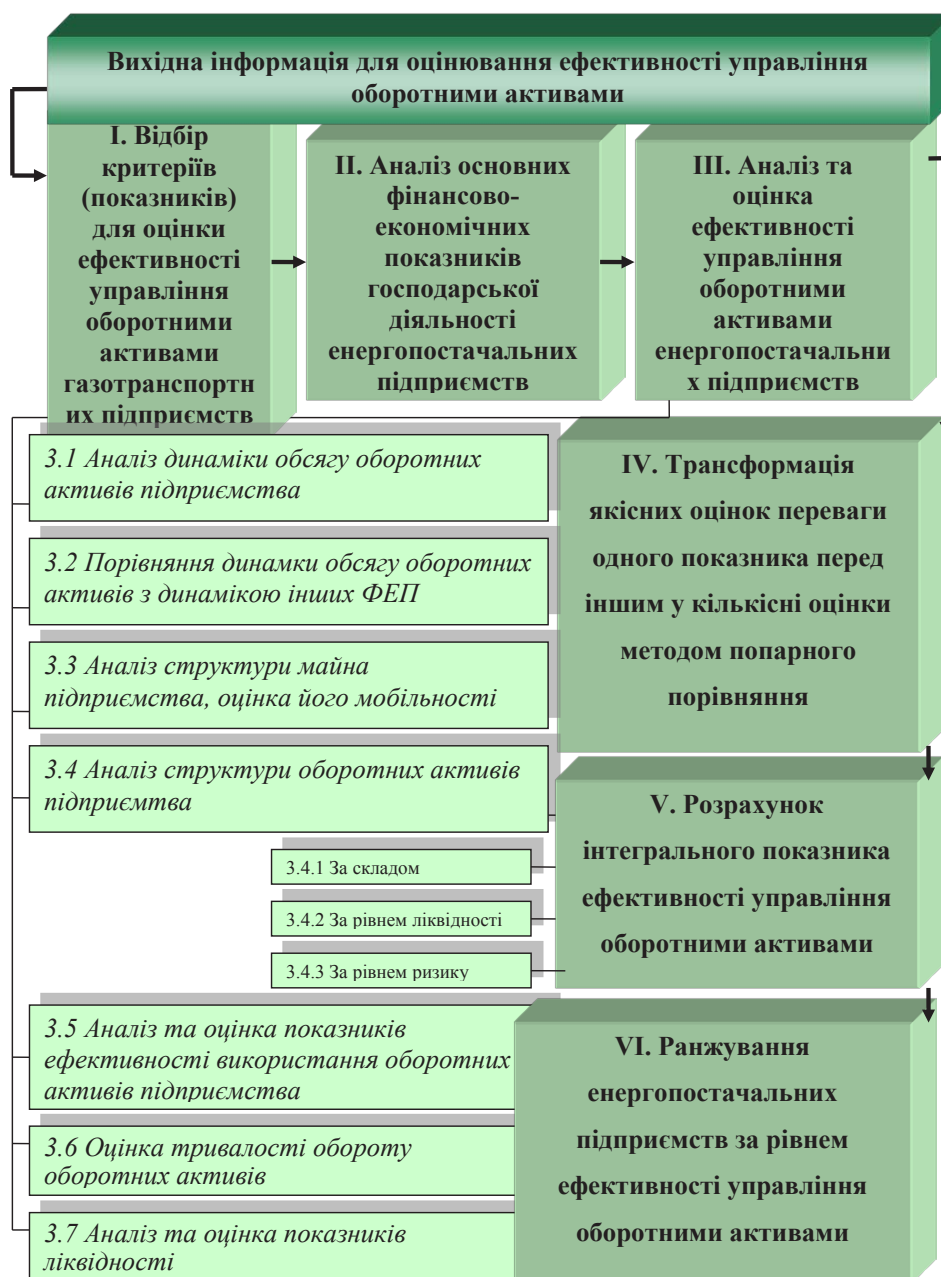 Вихідна інформація для оцінювання ефективності управління
оборотними активами
І. Відбір
критеріїв
(показників)
для оцінки
ефективності
управління
оборотними
активами
газотранспортн
их підприємств
ІІ. Аналіз основних
фінансово-
економічних
показників
господарської
діяльності
енергопостачальних
підприємств
ІІІ. Аналіз та
оцінка
ефективності
управління
оборотними
активами
енергопостачальни
х підприємств
3.1 Аналіз динаміки обсягу оборотних
активів підприємства
3.2 Порівняння динамки обсягу оборотних
активів з динамікою інших ФЕП
3.3 Аналіз структури майна
підприємства, оцінка його мобільності
3.4 Аналіз структури оборотних активів
підприємтва
3.4.1 За складом
3.4.2 За рівнем ліквідності
3.4.3 За рівнем ризику
3.5 Аналіз та оцінка показників
ефективності використання оборотних
активів підприємства
3.6 Оцінка тривалості обороту
оборотних активів
3.7 Аналіз та оцінка показників
ліквідності
IV. Трансформація
якісних оцінок переваги
одного показника перед
іншим у кількісні оцінки
методом попарного
порівняння
V. Розрахунок
інтегрального показника
ефективності управління
оборотними активами
VI. Ранжування
енергопостачальних
підприємств за рівнем
ефективності управління
оборотними активами